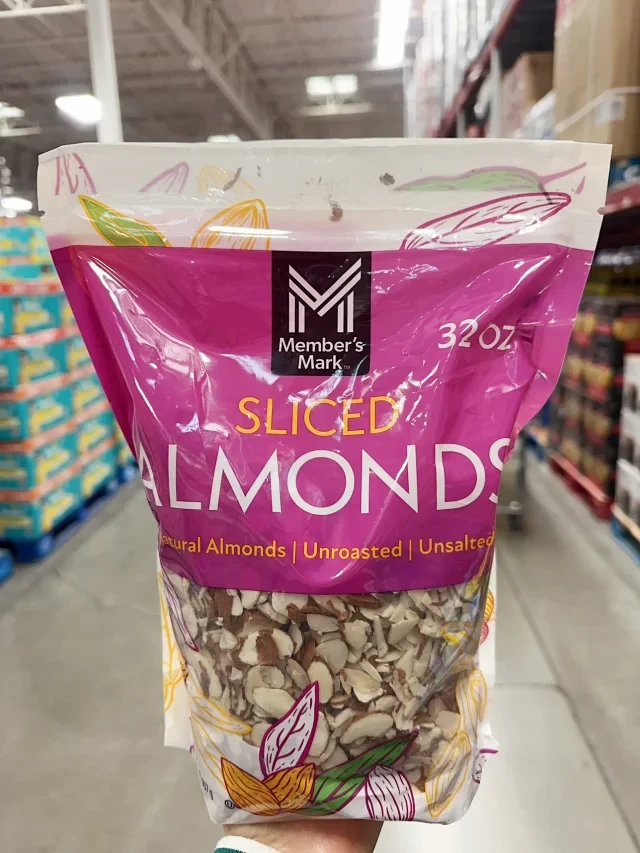 Member's
Mark
32 OZ
SLICED
ALMONDS
atural Almonds | Unroasted | Unsalted